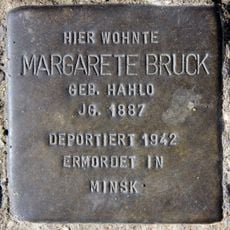 HIER WOHNTE
MARGARETE BRUCK
GEB. HAHLO
JG. 1887
DEPORTIERT 1942
ERMORDET IN
MINSK